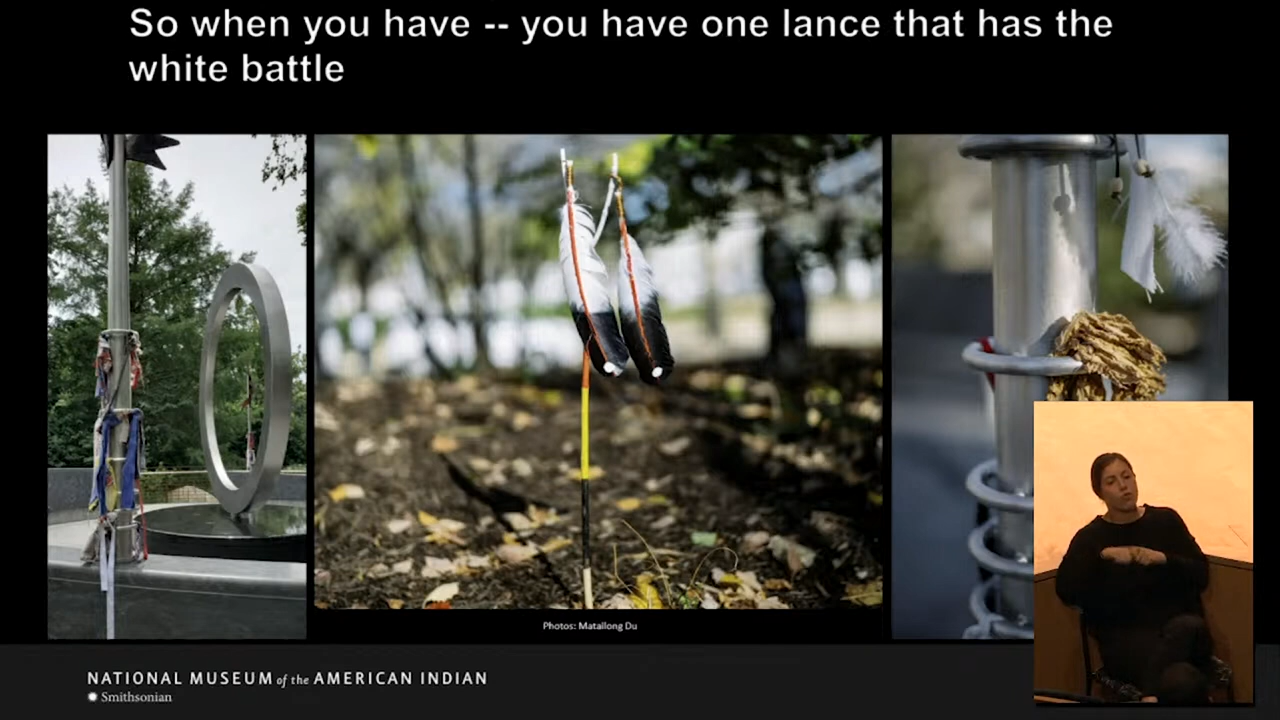 So when you have -- you have one lance that has the
white battle
Photos: Matailong Du
NATIONAL MUSEUM of the AMERICAN INDIAN
Smithsonian